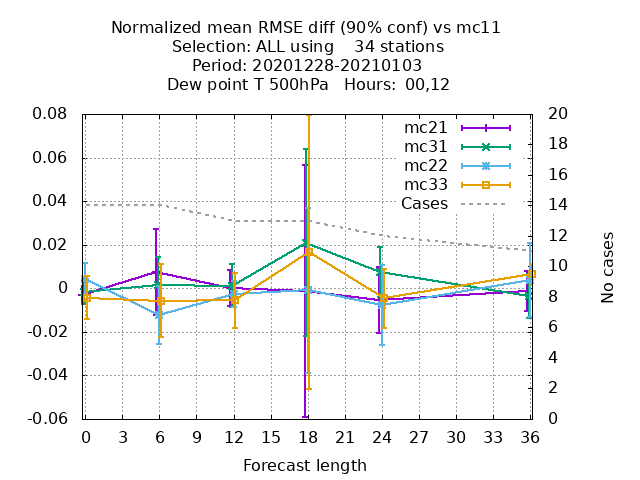 Normalized mean RMSE diff (90% conf) vs mc11
Selection: ALL using    34 stations
Period: 20201228-20210103
Dew point T 500hPa   Hours:  00,12
mc21
mc31
mc22
mc33
Cases
0.08
0.06
0.04
0.02
0
-0.02
-0.04
-0.06
20
18
16
14
12
10
8
6
4
2
0
No cases
0 3 6 9 12 15 18 21 24 27 30 33 36
Forecast length